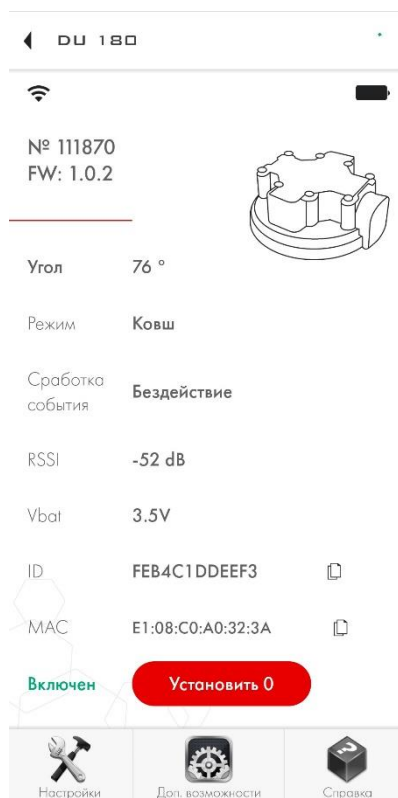 DU 180
№ 111870
FW: 1.0.2
Угол 76 °
Режим Ковш
Сработка события Бездействие
RSSI -52 dB
Vbat 3.5V
ID FEB4C1DDEEF3
MAC E1:08:C0:A0:32:3A
Включен Установить 0
Настройки Доп. возможности Справка